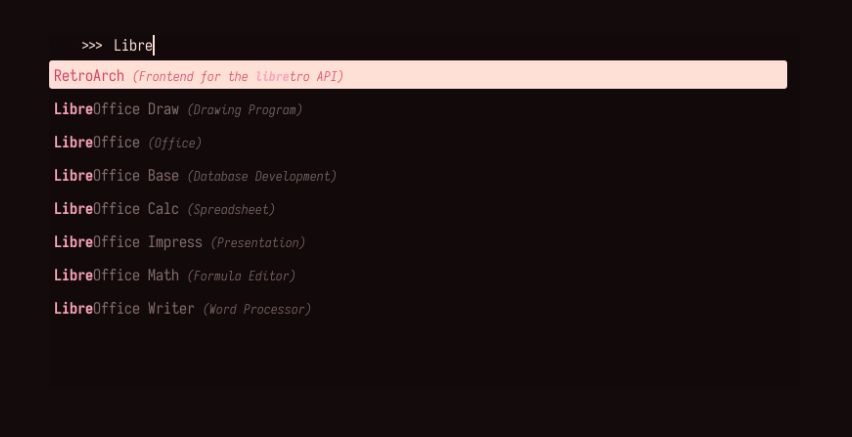 >>> Libre
RetroArch (Frontend for the libretro API)
LibreOffice Draw (Drawing Program)
LibreOffice (Office)
LibreOffice Base (Database Development)
LibreOffice Calc (Spreadsheet)
LibreOffice Impress (Presentation)
LibreOffice Math (Formula Editor)
LibreOffice Writer (Word Processor)